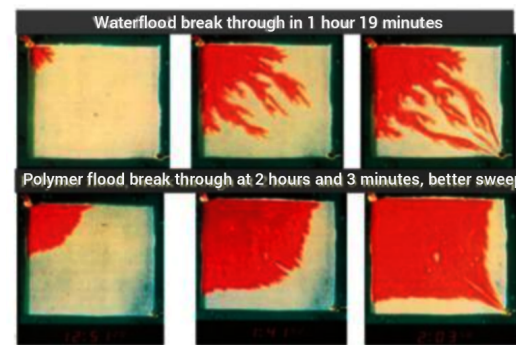 Waterflood break through in 1 hour 19 minutes
Polymer flood break through at 2 hours and 3 minutes, better sweep